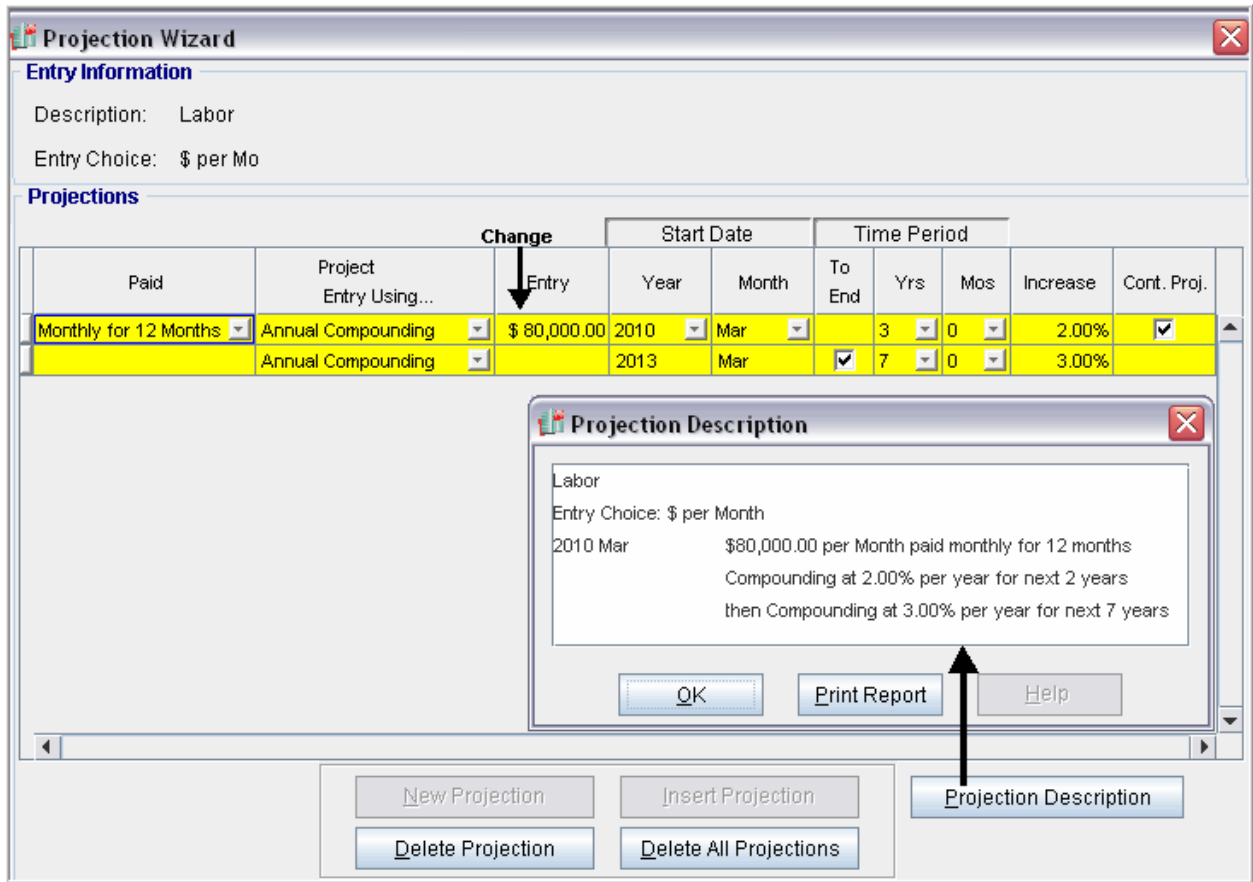 Projection Wizard
Entry Information
Description: Labor
Entry Choice: $ per Mo
Projections
Change Start Date Time Period
Paid Project Entry Using... Entry Year Month To End Yrs Mos Increase Cont. Proj.
Monthly for 12 Months Annual Compounding $ 80,000.00 2010 Mar 3 0 2.00%
Annual Compounding 2013 Mar 7 0 3.00%
Projection Description
Labor
Entry Choice: $ per Month
2010 Mar $80,000.00 per Month paid monthly for 12 months
Compounding at 2.00% per year for next 2 years
then Compounding at 3.00% per year for next 7 years
OK Print Report Help
New Projection Insert Projection Projection Description
Delete Projection Delete All Projections